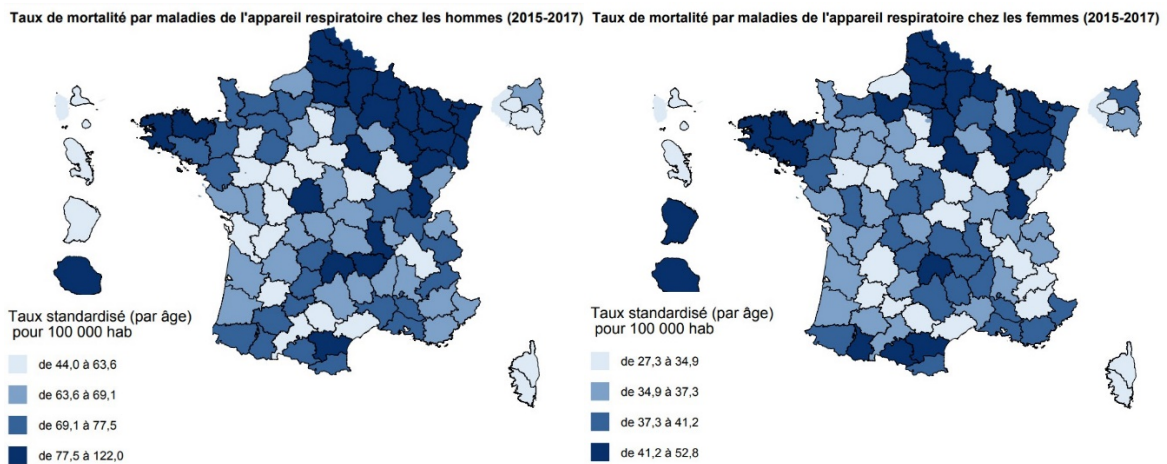 Taux de mortalité par maladies de l'appareil respiratoire chez les hommes (2015-2017)
Taux standardisé (par âge)
pour 100 000 hab
de 44,0 à 63,6
de 63,6 à 69,1
de 69,1 à 77,5
de 77,5 à 122,0
Taux de mortalité par maladies de l'appareil respiratoire chez les femmes (2015-2017)
Taux standardisé (par âge)
pour 100 000 hab
de 27,3 à 34,9
de 34,9 à 37,3
de 37,3 à 41,2
de 41,2 à 52,8